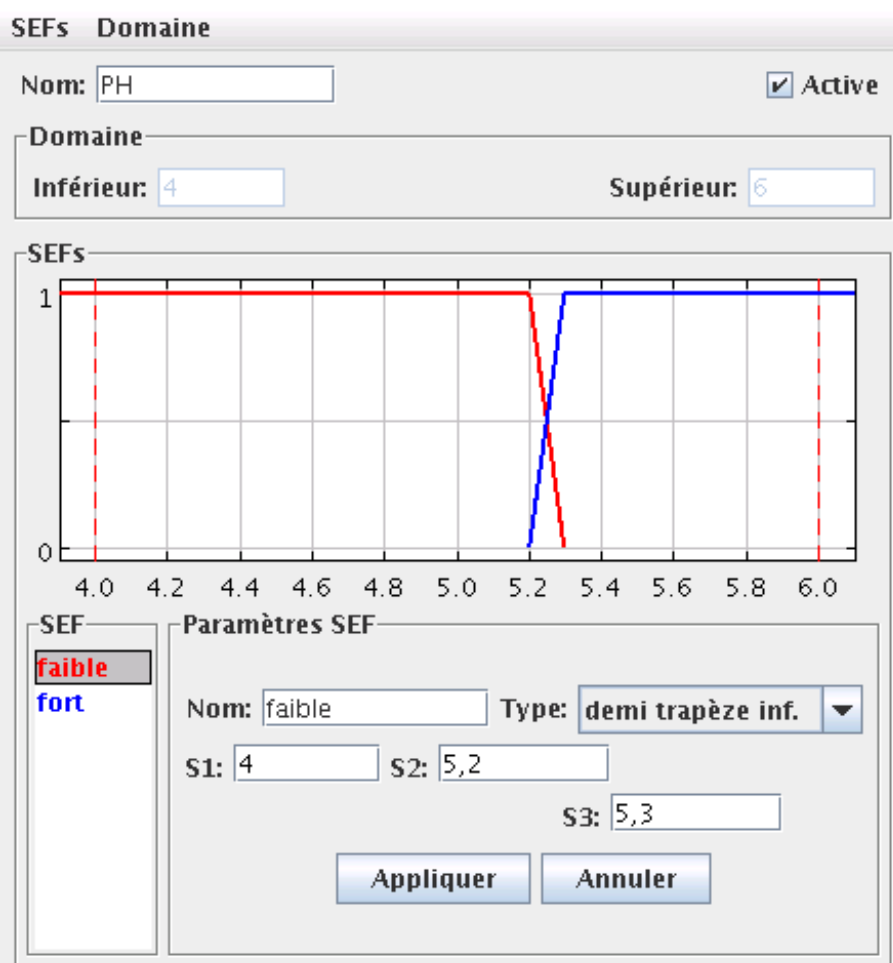 SEFs Domaine
Nom: PH Active
Domaine
Inférieur: 4 Supérieur: 6
SEFs
1
0
4.0 4.2 4.4 4.6 4.8 5.0 5.2 5.4 5.6 5.8 6.0
SEF
faible
fort
Paramètres SEF
Nom: faible Type: demi trapèze inf.
S1: 4 S2: 5,2
S3: 5,3
Appliquer Annuler